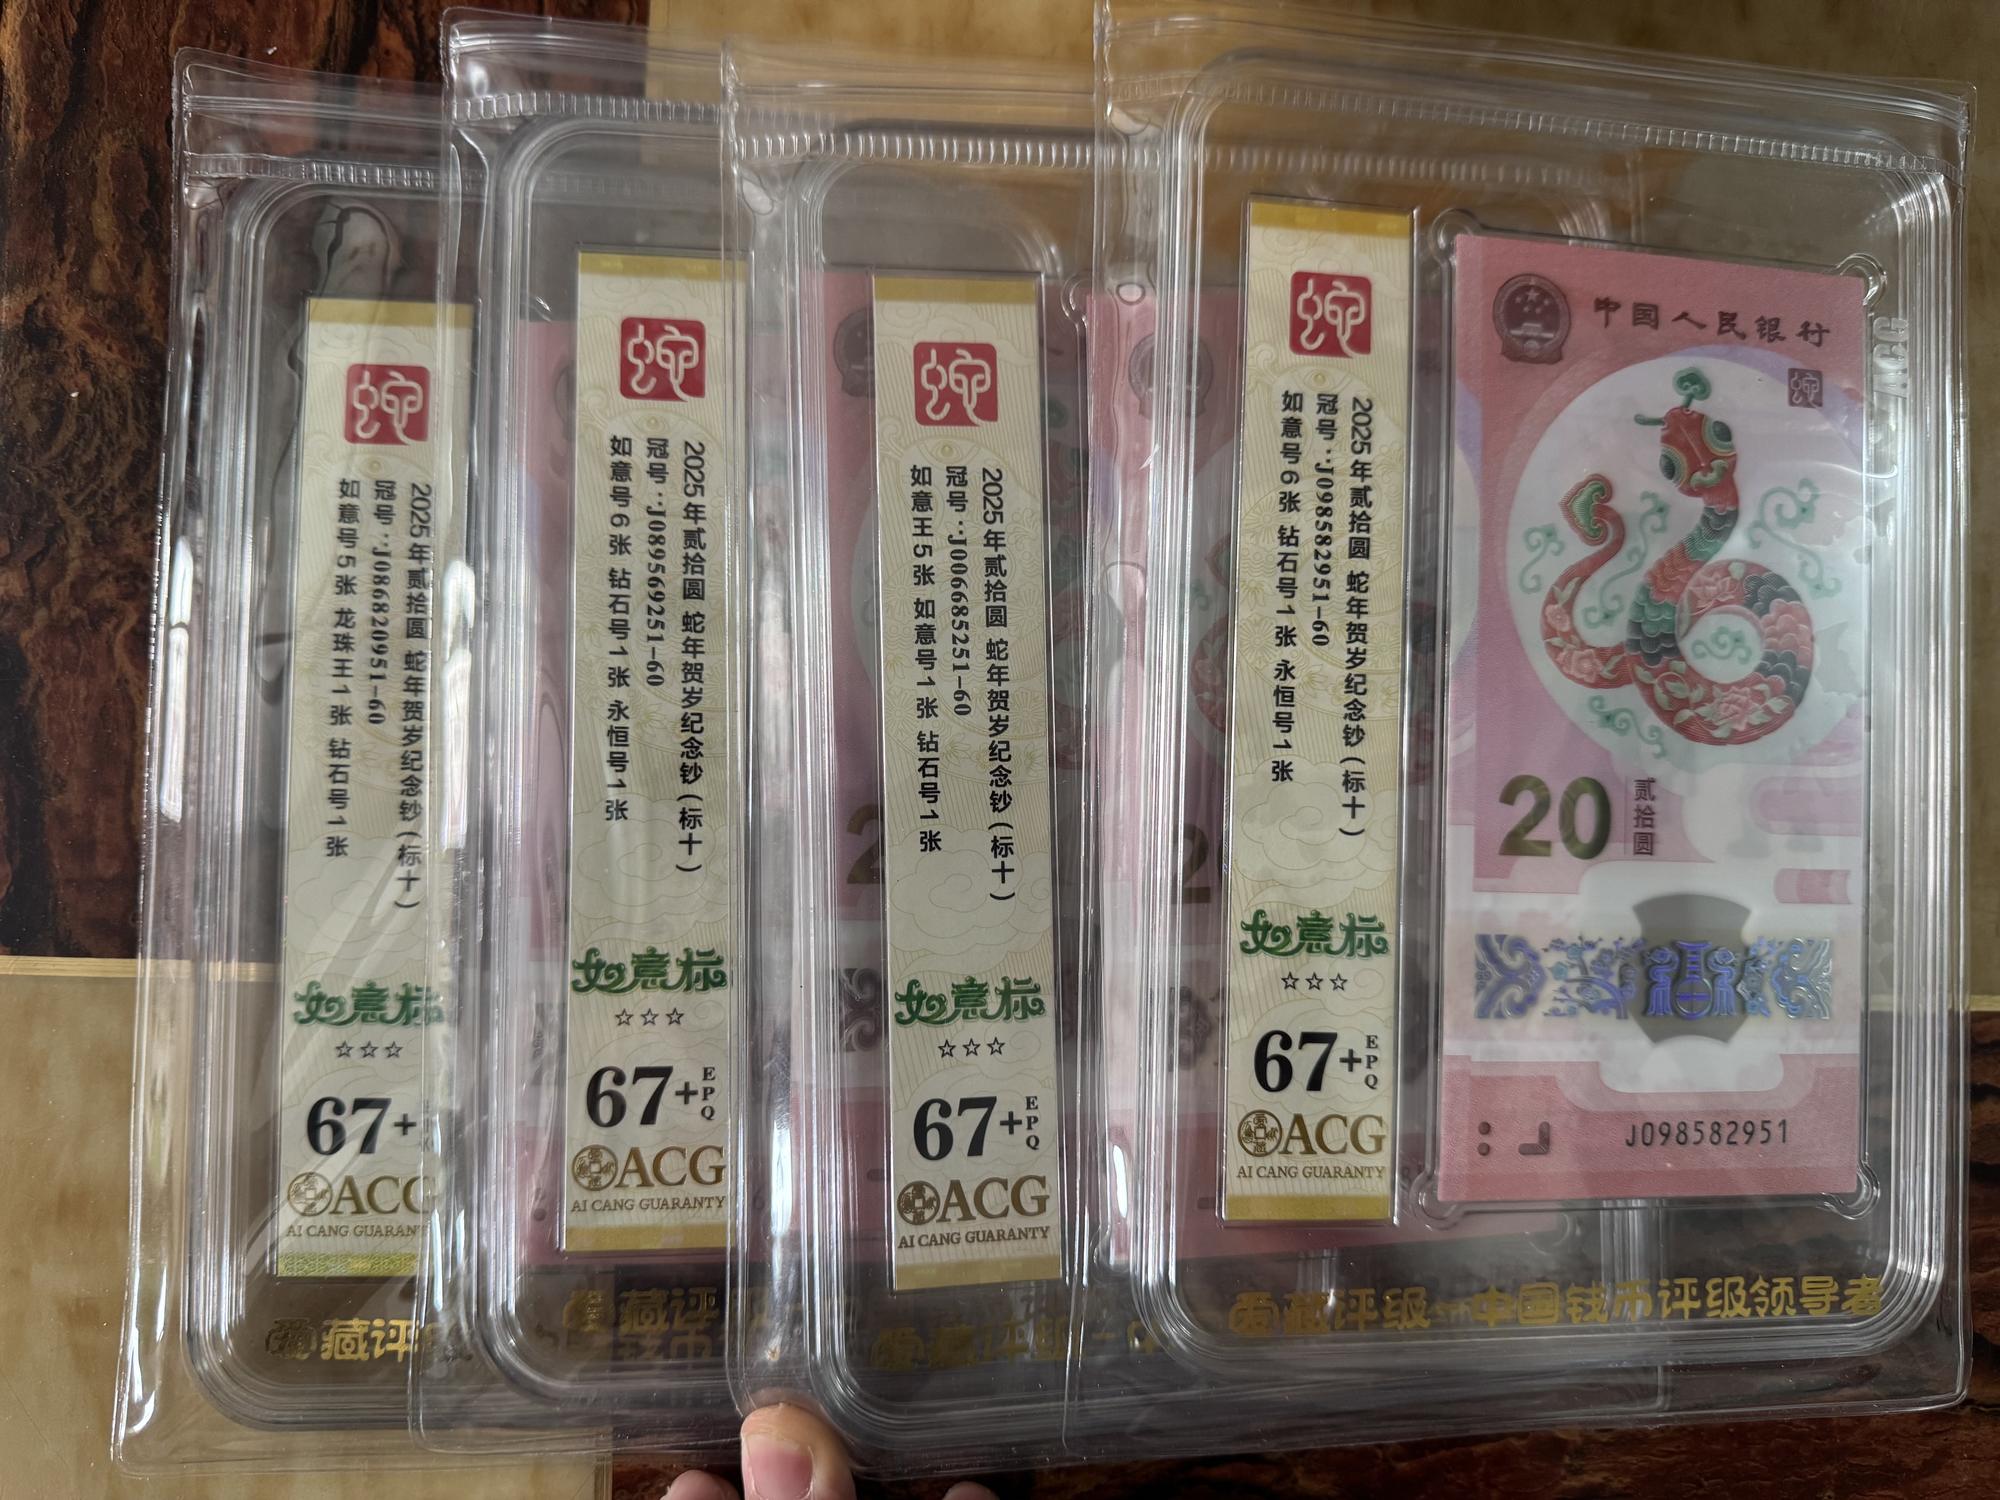 蛇
2025年贰拾圆 蛇年贺岁纪念钞(标十)
冠号:J086820951-60
如意号5张 龙珠王1张 钻石号1张
如意标
☆☆☆
67+
ACG
AI CANG GUARANT
爱藏评级
蛇
2025年贰拾圆 蛇年贺岁纪念钞(标十)
冠号:J089569251-60
如意号6张 钻石号1张 永恒号1张
如意标
☆☆☆
67+EPQ
ACG
AI CANG GUARANTY
爱藏评
蛇
2025年贰拾圆 蛇年贺岁纪念钞(标十)
冠号:J006685251-60
如意王5张 如意号1张 钻石号1张
如意标
☆☆☆
67+EPQ
ACG
AI CANG GUARANTY
爱藏评级
蛇
2025年贰拾圆 蛇年贺岁纪念钞(标十)
冠号:J098582951-60
如意号6张 钻石号1张 永恒号1张
如意标
☆☆☆
67+EPQ
ACG
AI CANG GUARANTY
中国人民银行
蛇
20
贰拾圆
J098582951
ACG
爱藏评级 中国钱币评级领导者